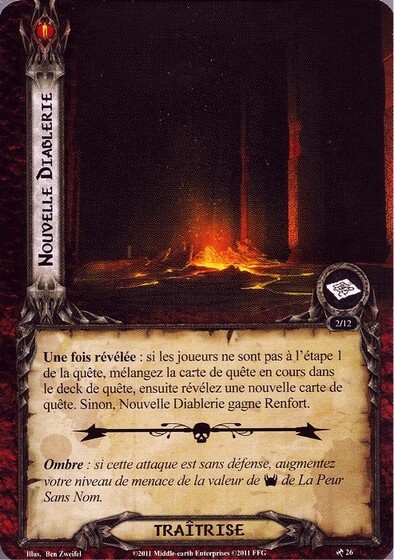 NOUVELLE DIABLERIE
2/12
Une fois révélée : si les joueurs ne sont pas à l'étape 1
de la quête, mélangez la carte de quête en cours dans
le deck de quête, ensuite révélez une nouvelle carte de
quête. Sinon, Nouvelle Diablerie gagne Renfort.
Ombre : si cette attaque est sans défense, augmentez
votre niveau de menace de la valeur de de La Peur
Sans Nom.
TRAÎTRISE
Illus. Ben Zweifel
©2011 Middle-earth Enterprises ©2011 FFG
26